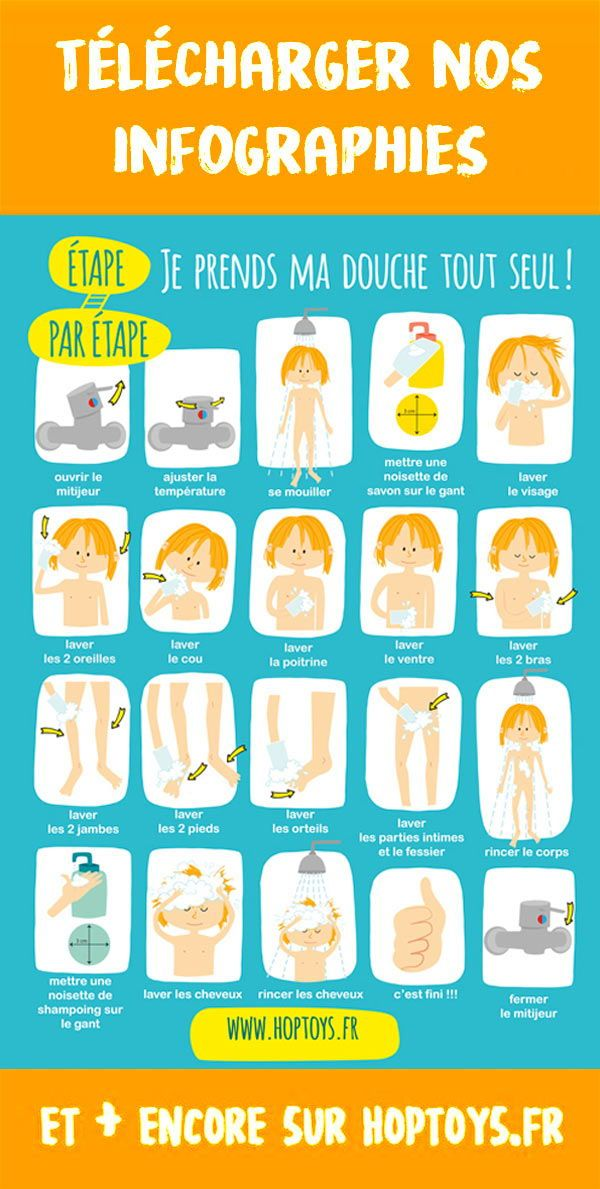 TÉLÉCHARGER NOS
INFOGRAPHIES
ÉTAPE
PAR ÉTAPE
JE PRENDS MA DOUCHE TOUT SEUL !
ouvrir le
mitijeur
ajuster la
température
se mouiller
3 cm
mettre une
noisette de
savon sur le gant
laver
le visage
laver
les 2 oreilles
laver
le cou
laver
la poitrine
laver
le ventre
laver
les 2 bras
laver
les 2 jambes
laver
les 2 pieds
laver
les orteils
laver
les parties intimes
et le fessier
rincer le corps
3 cm
mettre une
noisette de
shampoing sur
le gant
laver les cheveux
rincer les cheveux
c'est fini !!!
fermer
le mitijeur
WWW.HOPTOYS.FR
ET + ENCORE SUR HOPTOYS.FR